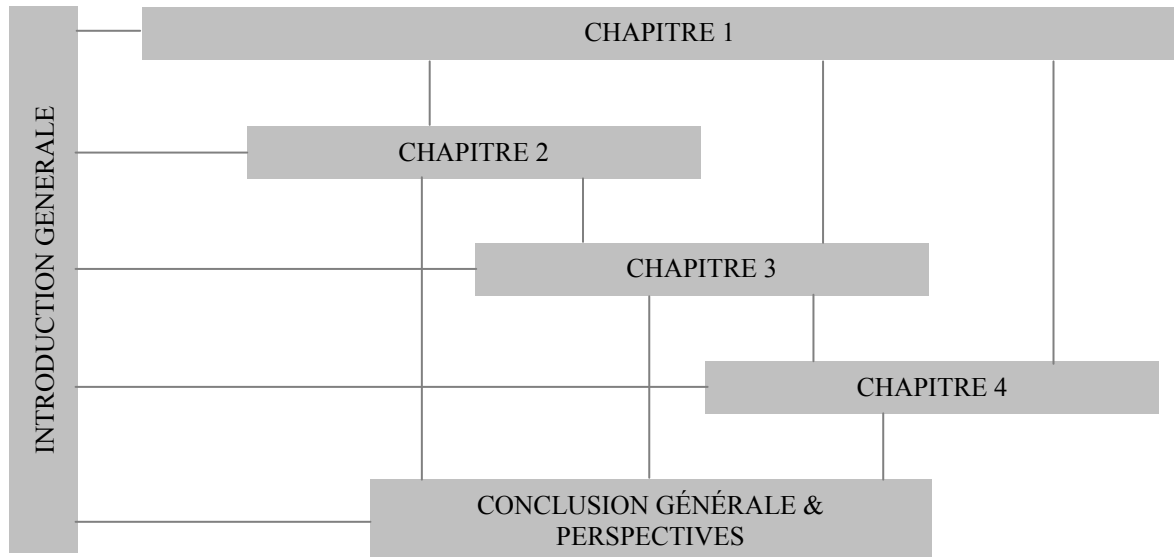 INTRODUCTION GENERALE
CHAPITRE 1
CHAPITRE 2
CHAPITRE 3
CHAPITRE 4
CONCLUSION GÉNÉRALE &
PERSPECTIVES